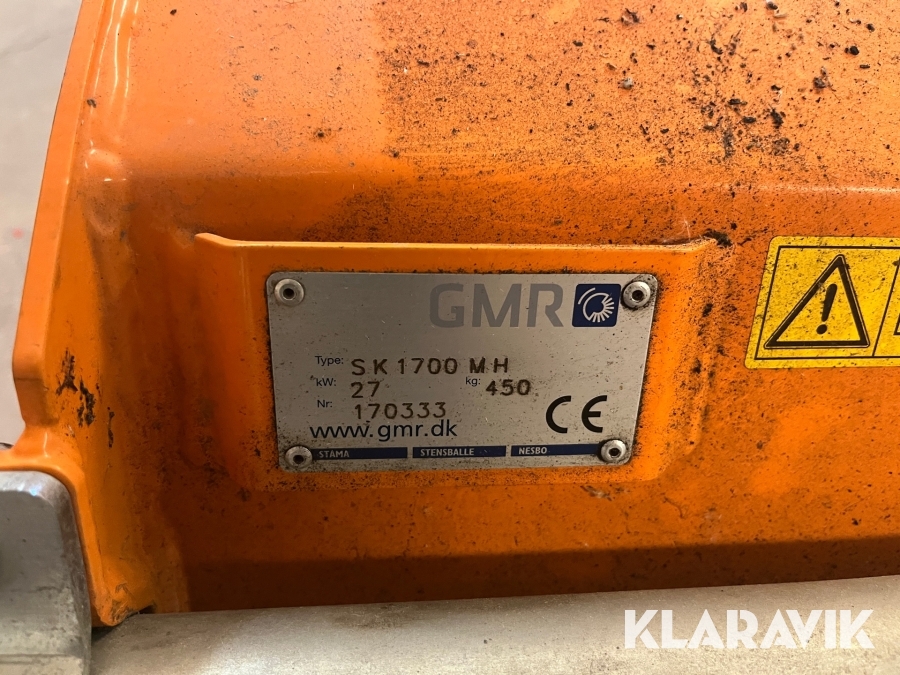 GMR
Type: SK1700 MH
kW: 27 kg: 450
Nr: 170333
www.gmr.dk
CE
STAMA STENSBALLE NESBO
KLARAVIK